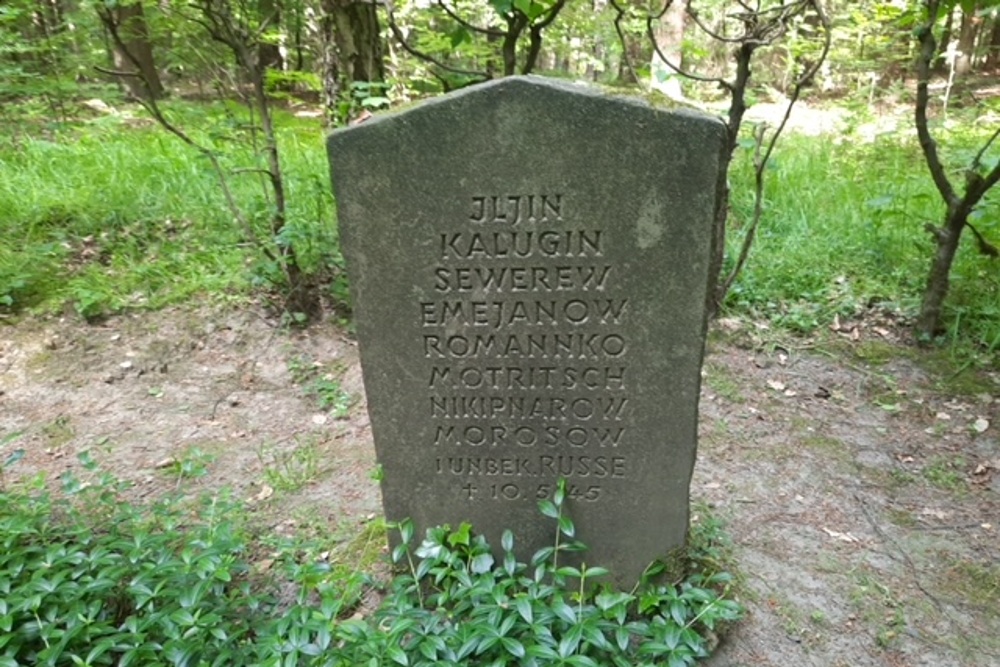 JLJIN
KALUGIN
SEWEREW
EMEJANOW
ROMANNKO
MOTRITSCH
NIKIPNAROW
MOROSOW
1 UNBEK. RUSSE
† 10.5.45